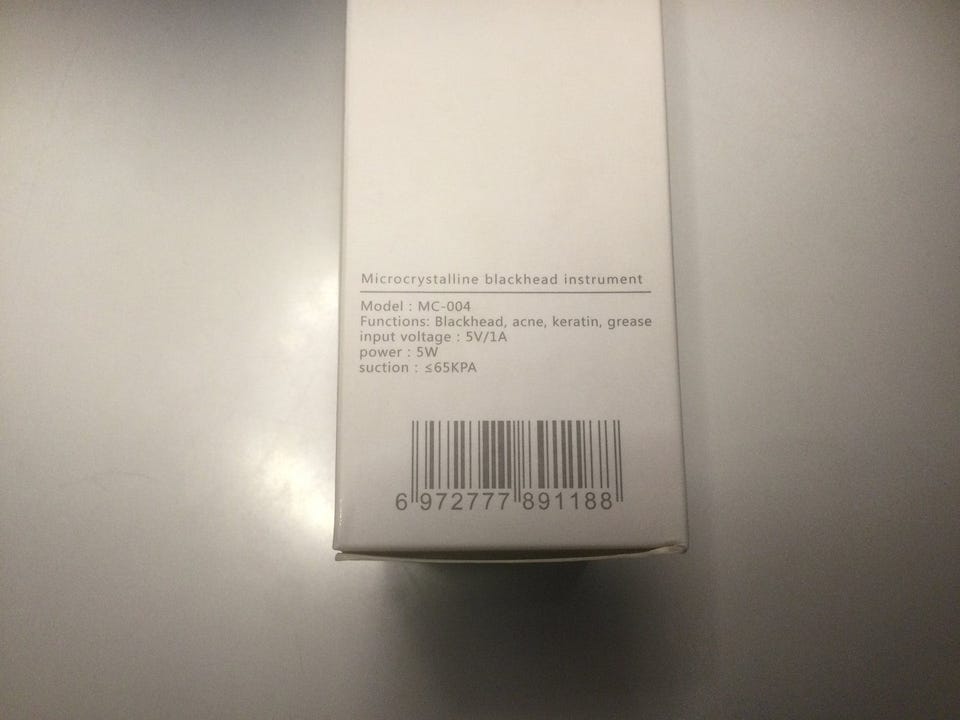 Microcrystalline blackhead instrument
Model : MC-004
Functions: Blackhead, acne, keratin, grease
input voltage : 5V/1A
power : 5W
suction : ≤65KPA
6 972777 891188